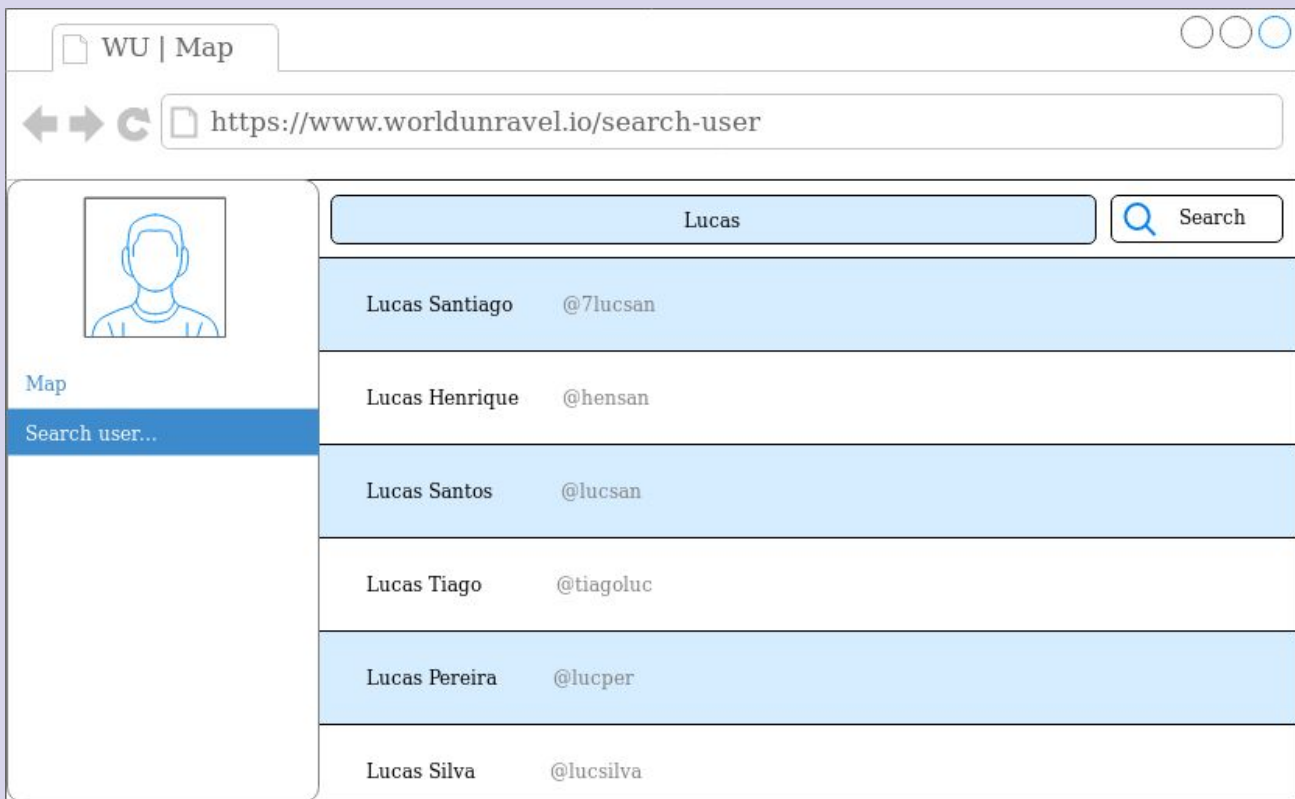 WU | Map
https://www.worldunravel.io/search-user
Lucas
Search
Map
Search user...
Lucas Santiago @7lucsan
Lucas Henrique @hensan
Lucas Santos @lucsan
Lucas Tiago @tiagoluc
Lucas Pereira @lucper
Lucas Silva @lucsilva